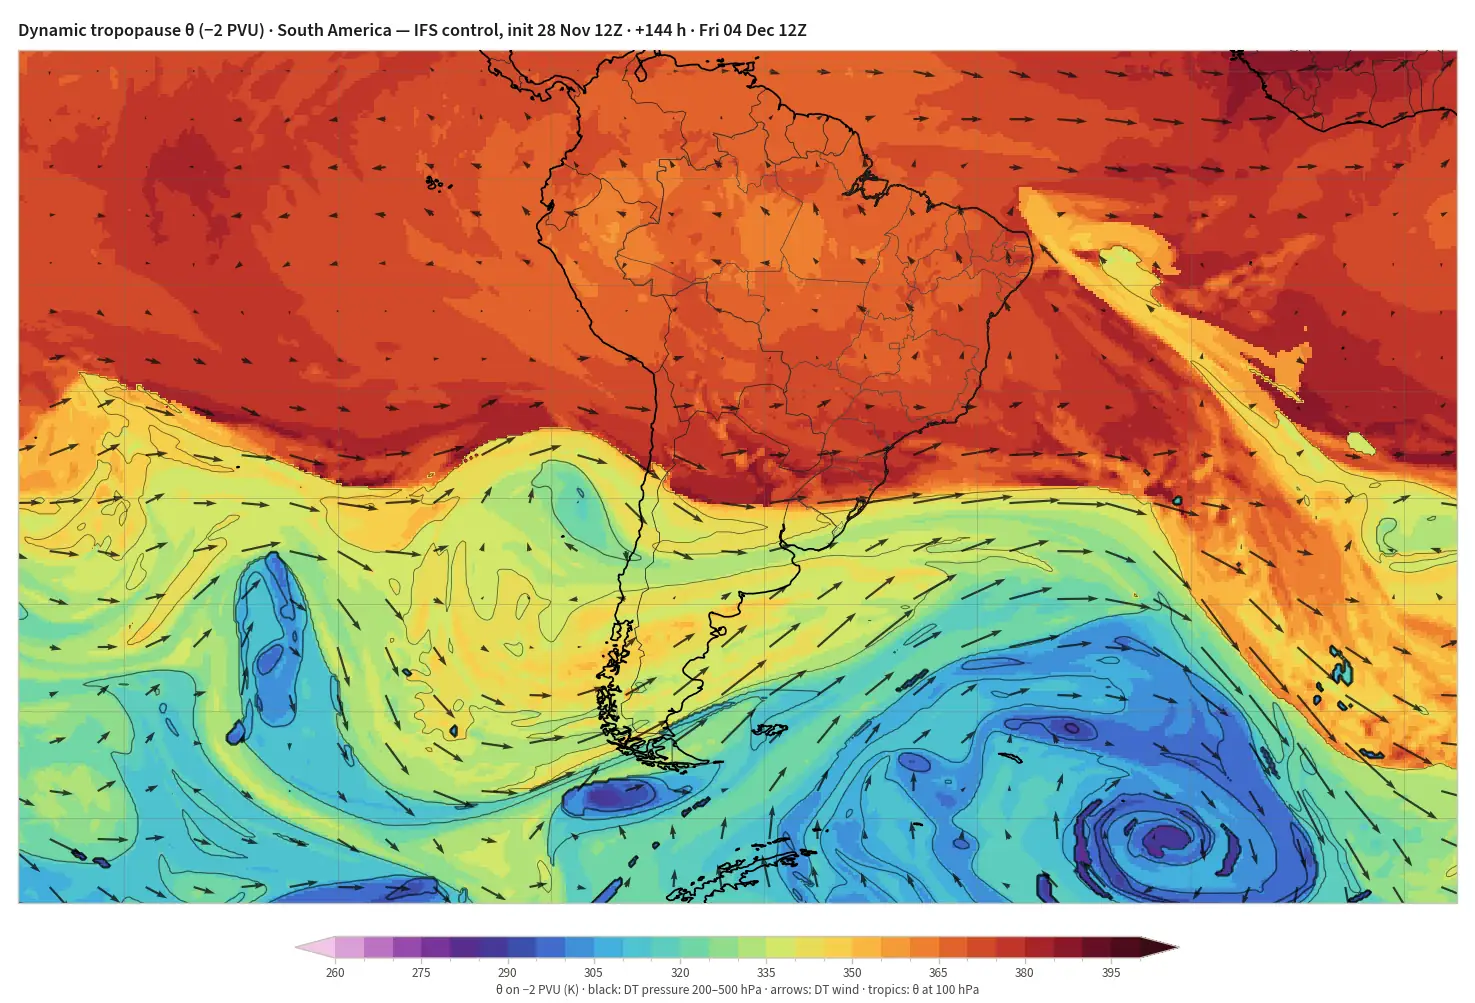 Dynamic tropopause θ (−2 PVU) · South America — IFS control, init 28 Nov 12Z · +144 h · Fri 04 Dec 12Z
260 275 290 305 320 335 350 365 380 395
θ on −2 PVU (K) · black: DT pressure 200–500 hPa · arrows: DT wind · tropics: θ at 100 hPa